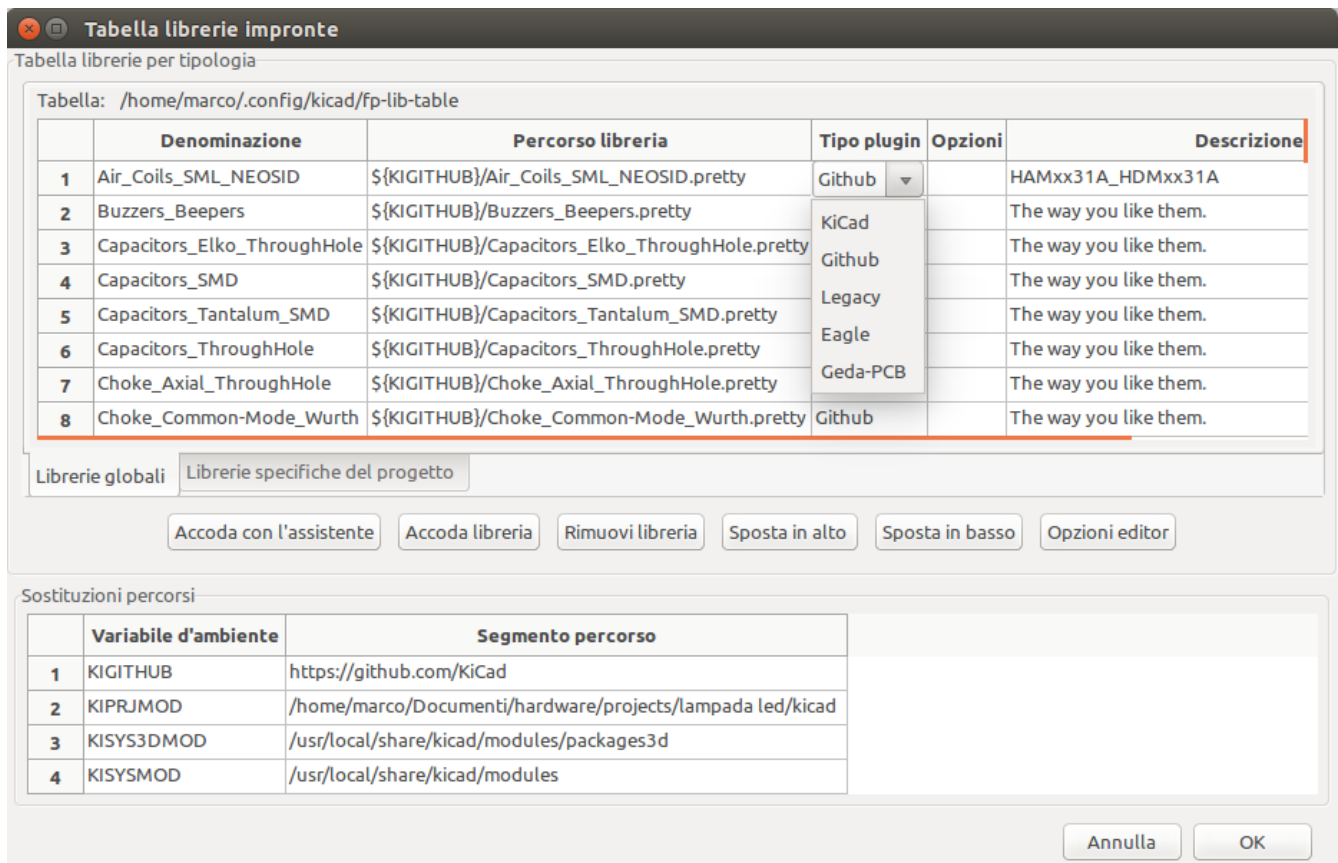 Tabella librerie impronte
Tabella librerie per tipologia
Tabella: /home/marco/.config/kicad/fp-lib-table
Denominazione Percorso libreria Tipo plugin Opzioni Descrizione
1 Air_Coils_SML_NEOSID ${KIGITHUB}/Air_Coils_SML_NEOSID.pretty Github HAMxx31A_HDMxx31A
2 Buzzers_Beepers ${KIGITHUB}/Buzzers_Beepers.pretty The way you like them.
KiCad
3 Capacitors_Elko_ThroughHole ${KIGITHUB}/Capacitors_Elko_ThroughHole.pretty The way you like them.
Github
4 Capacitors_SMD ${KIGITHUB}/Capacitors_SMD.pretty The way you like them.
Legacy
5 Capacitors_Tantalum_SMD ${KIGITHUB}/Capacitors_Tantalum_SMD.pretty The way you like them.
Eagle
6 Capacitors_ThroughHole ${KIGITHUB}/Capacitors_ThroughHole.pretty The way you like them.
Geda-PCB
7 Choke_Axial_ThroughHole ${KIGITHUB}/Choke_Axial_ThroughHole.pretty The way you like them.
8 Choke_Common-Mode_Wurth ${KIGITHUB}/Choke_Common-Mode_Wurth.pretty Github The way you like them.
Librerie globali Librerie specifiche del progetto
Accoda con l'assistente Accoda libreria Rimuovi libreria Sposta in alto Sposta in basso Opzioni editor
Sostituzioni percorsi
Variabile d'ambiente Segmento percorso
1 KIGITHUB https://github.com/KiCad
2 KIPRJMOD /home/marco/Documenti/hardware/projects/lampada led/kicad
3 KISYS3DMOD /usr/local/share/kicad/modules/packages3d
4 KISYSMOD /usr/local/share/kicad/modules
Annulla OK